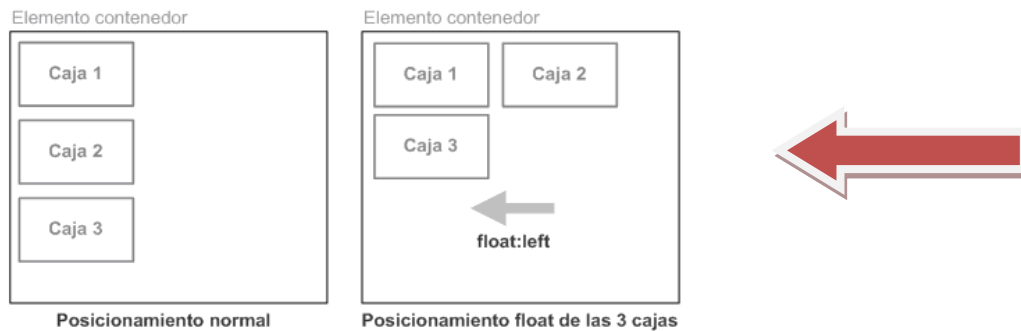 Elemento contenedor
Caja 1
Caja 2
Caja 3
Posicionamiento normal
Elemento contenedor
Caja 1
Caja 2
Caja 3
float:left
Posicionamiento float de las 3 cajas